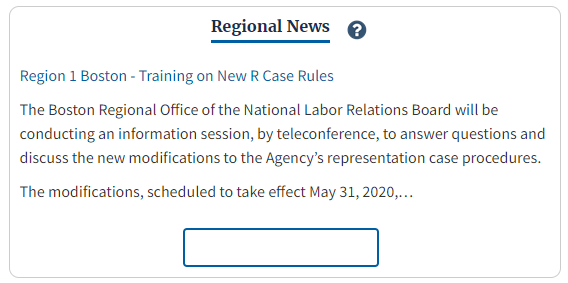 Regional News ?
Region 1 Boston - Training on New R Case Rules
The Boston Regional Office of the National Labor Relations Board will be
conducting an information session, by teleconference, to answer questions and
discuss the new modifications to the Agency’s representation case procedures.
The modifications, scheduled to take effect May 31, 2020,…